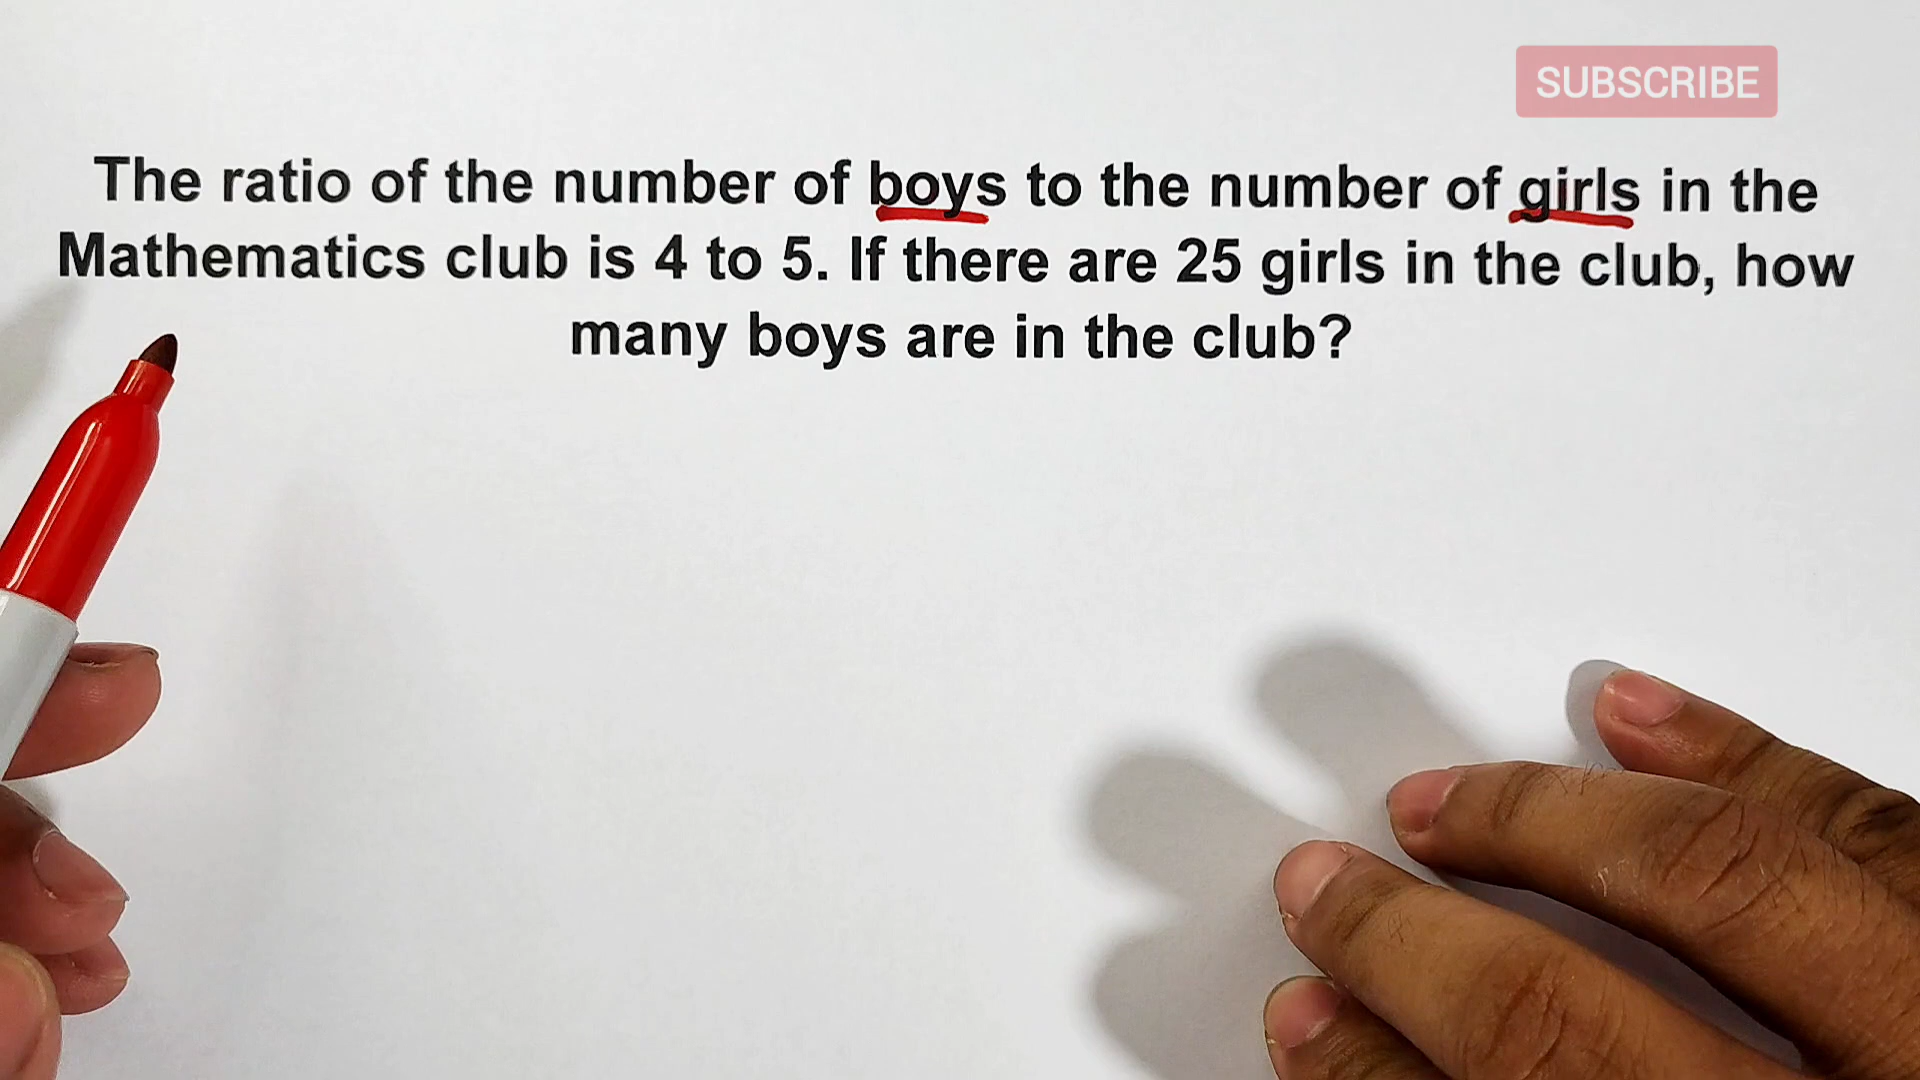 SUBSCRIBE
The ratio of the number of boys to the number of girls in the
Mathematics club is 4 to 5. If there are 25 girls in the club, how
many boys are in the club?